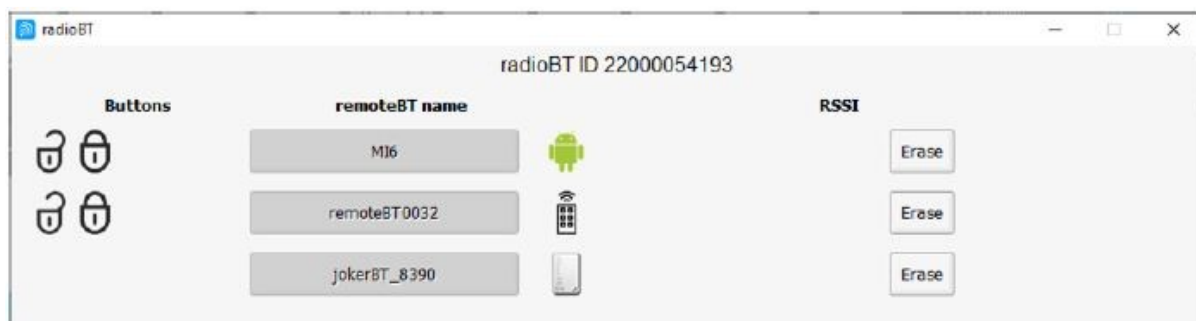 radioBT
radioBT ID 22000054193
Buttons remoteBT name RSSI
MI6 Erase
remoteBT0032 Erase
jokerBT_8390 Erase